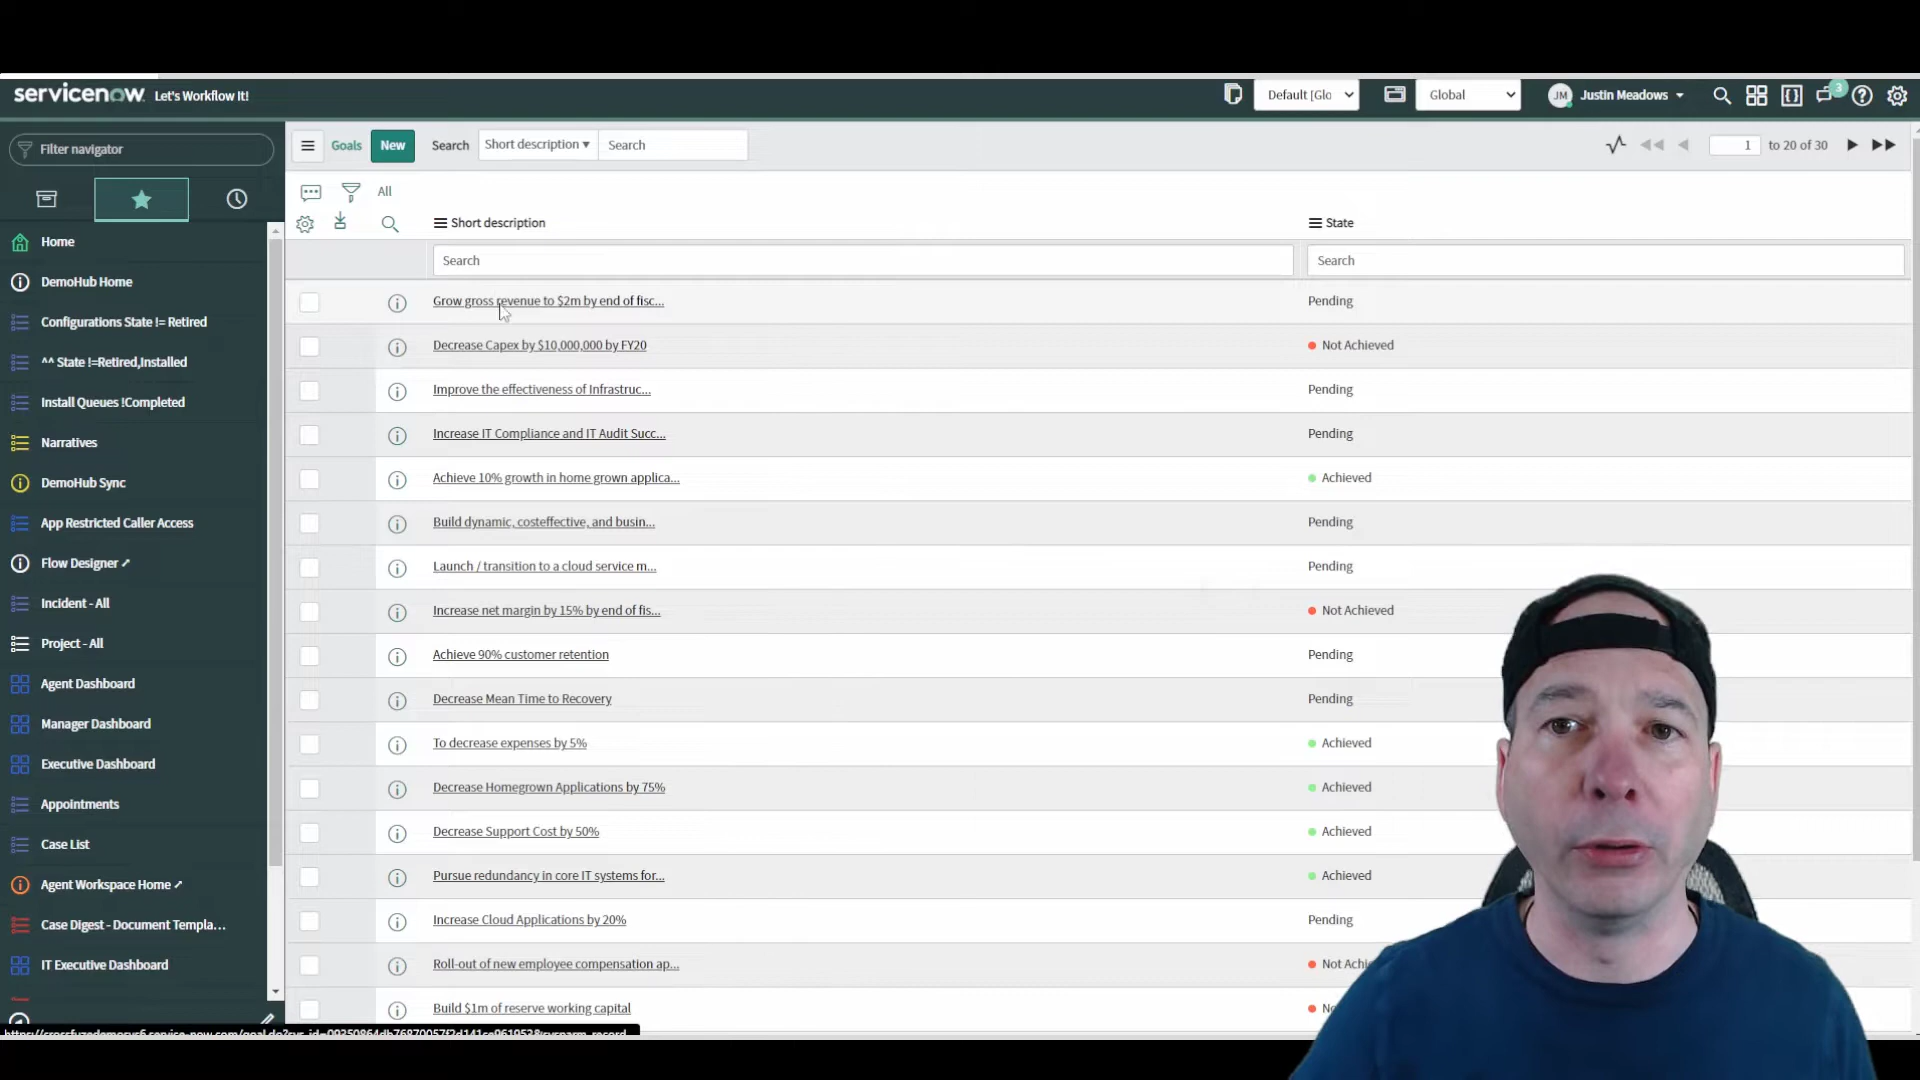 servicenow Let's Workflow It!
Default [Glo
Global
JM Justin Meadows
3
Filter navigator
Goals New Search Short description Search
1 to 20 of 30
All
Short description State
Search Search
Home
DemoHub Home
Configurations State != Retired
^^ State !=Retired,Installed
Install Queues !Completed
Narratives
DemoHub Sync
App Restricted Caller Access
Flow Designer
Incident - All
Project - All
Agent Dashboard
Manager Dashboard
Executive Dashboard
Appointments
Case List
Agent Workspace Home
Case Digest - Document Templa...
IT Executive Dashboard
Grow gross revenue to $2m by end of fisc... Pending
Decrease Capex by $10,000,000 by FY20 Not Achieved
Improve the effectiveness of Infrastruc... Pending
Increase IT Compliance and IT Audit Succ... Pending
Achieve 10% growth in home grown applica... Achieved
Build dynamic, costeffective, and busin... Pending
Launch / transition to a cloud service m... Pending
Increase net margin by 15% by end of fis... Not Achieved
Achieve 90% customer retention Pending
Decrease Mean Time to Recovery Pending
To decrease expenses by 5% Achieved
Decrease Homegrown Applications by 75% Achieved
Decrease Support Cost by 50% Achieved
Pursue redundancy in core IT systems for... Achieved
Increase Cloud Applications by 20% Pending
Roll-out of new employee compensation ap... Not Achie
Build $1m of reserve working capital No